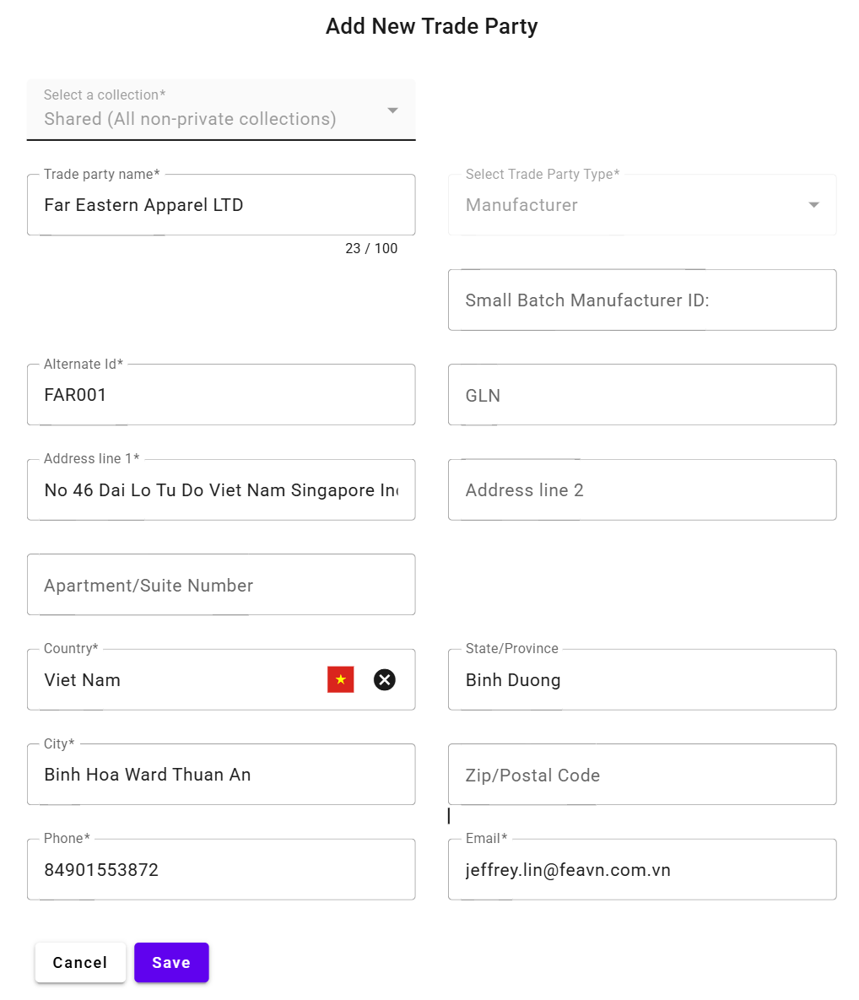 Add New Trade Party
Select a collection*
Shared (All non-private collections)
Trade party name*
Far Eastern Apparel LTD
23 / 100
Select Trade Party Type*
Manufacturer
Small Batch Manufacturer ID:
Alternate Id*
FAR001
GLN
Address line 1*
No 46 Dai Lo Tu Do Viet Nam Singapore
Address line 2
Apartment/Suite Number
Country*
Viet Nam
State/Province
Binh Duong
City*
Binh Hoa Ward Thuan An
Zip/Postal Code
Phone*
84901553872
Email*
jeffrey.lin@feavn.com.vn
Cancel
Save